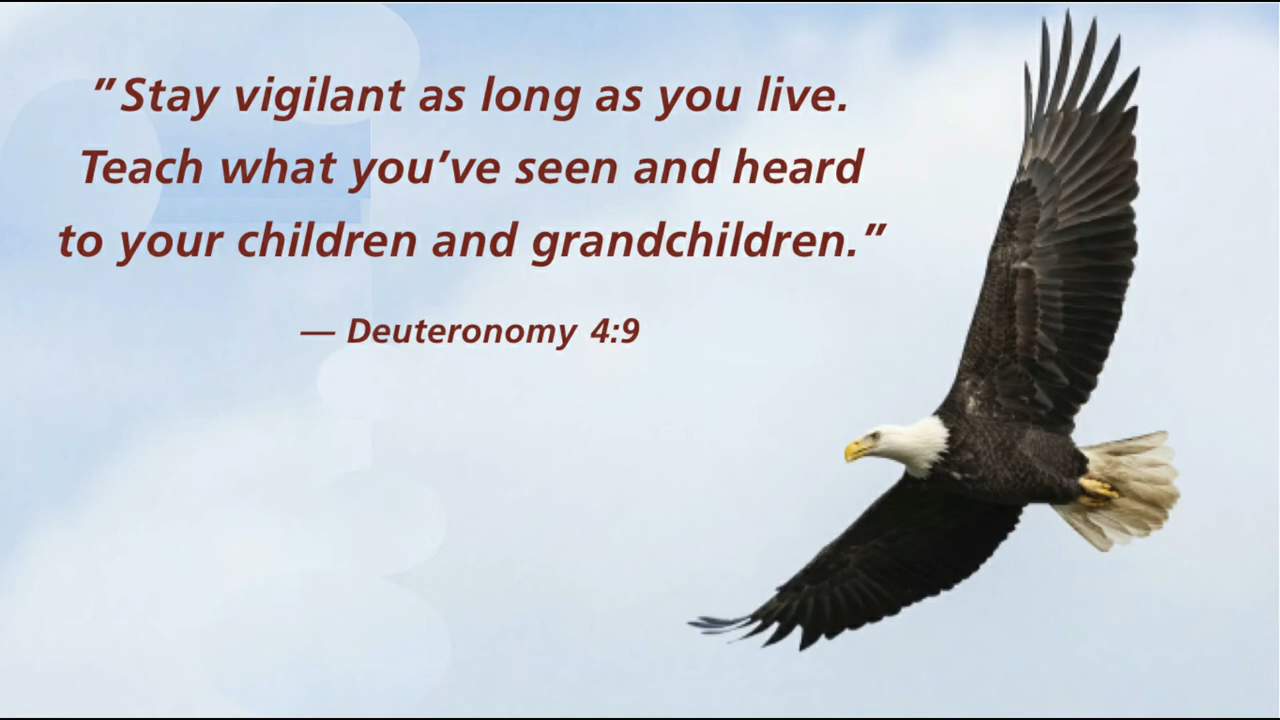 "Stay vigilant as long as you live.
Teach what you've seen and heard
to your children and grandchildren."
— Deuteronomy 4:9